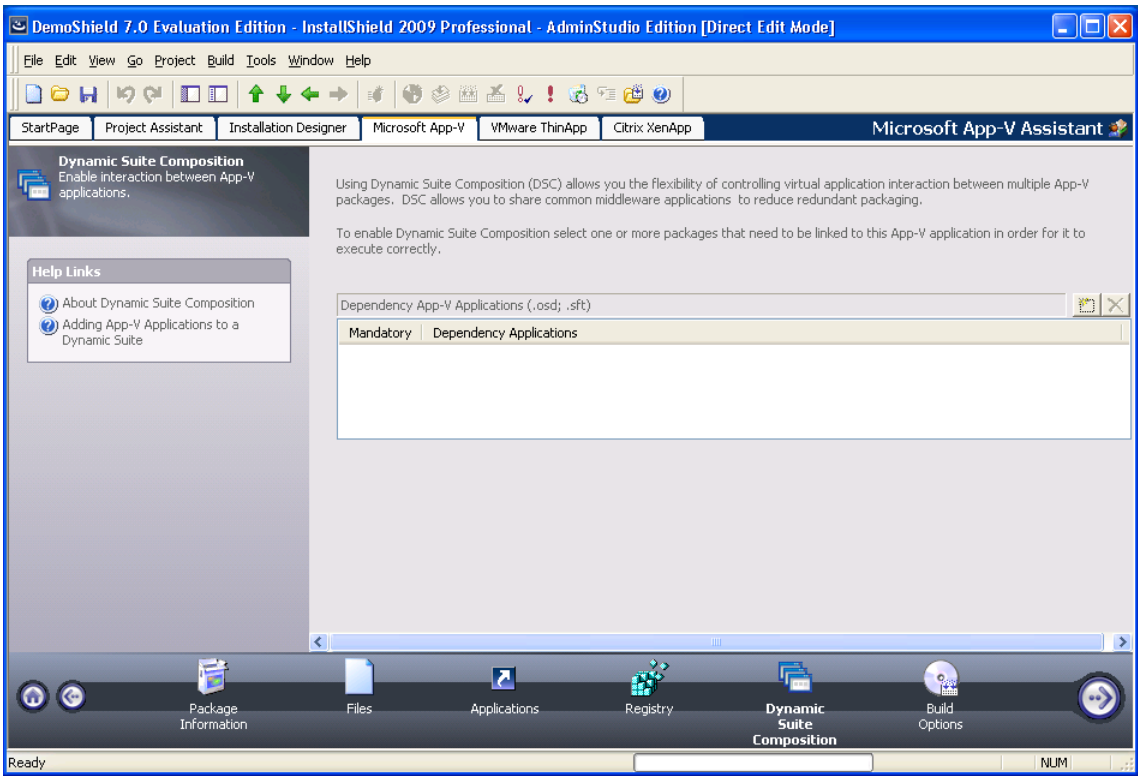 DemoShield 7.0 Evaluation Edition - InstallShield 2009 Professional - AdminStudio Edition [Direct Edit Mode]
File Edit View Go Project Build Tools Window Help
StartPage Project Assistant Installation Designer Microsoft App-V VMware ThinApp Citrix XenApp Microsoft App-V Assistant
Dynamic Suite Composition
Enable interaction between App-V
applications.
Help Links
About Dynamic Suite Composition
Adding App-V Applications to a
Dynamic Suite
Using Dynamic Suite Composition (DSC) allows you the flexibility of controlling virtual application interaction between multiple App-V
packages. DSC allows you to share common middleware applications to reduce redundant packaging.
To enable Dynamic Suite Composition select one or more packages that need to be linked to this App-V application in order for it to
execute correctly.
Dependency App-V Applications (.osd; .sft)
Mandatory Dependency Applications
Package
Information
Files
Applications
Registry
Dynamic
Suite
Composition
Build
Options
Ready NUM